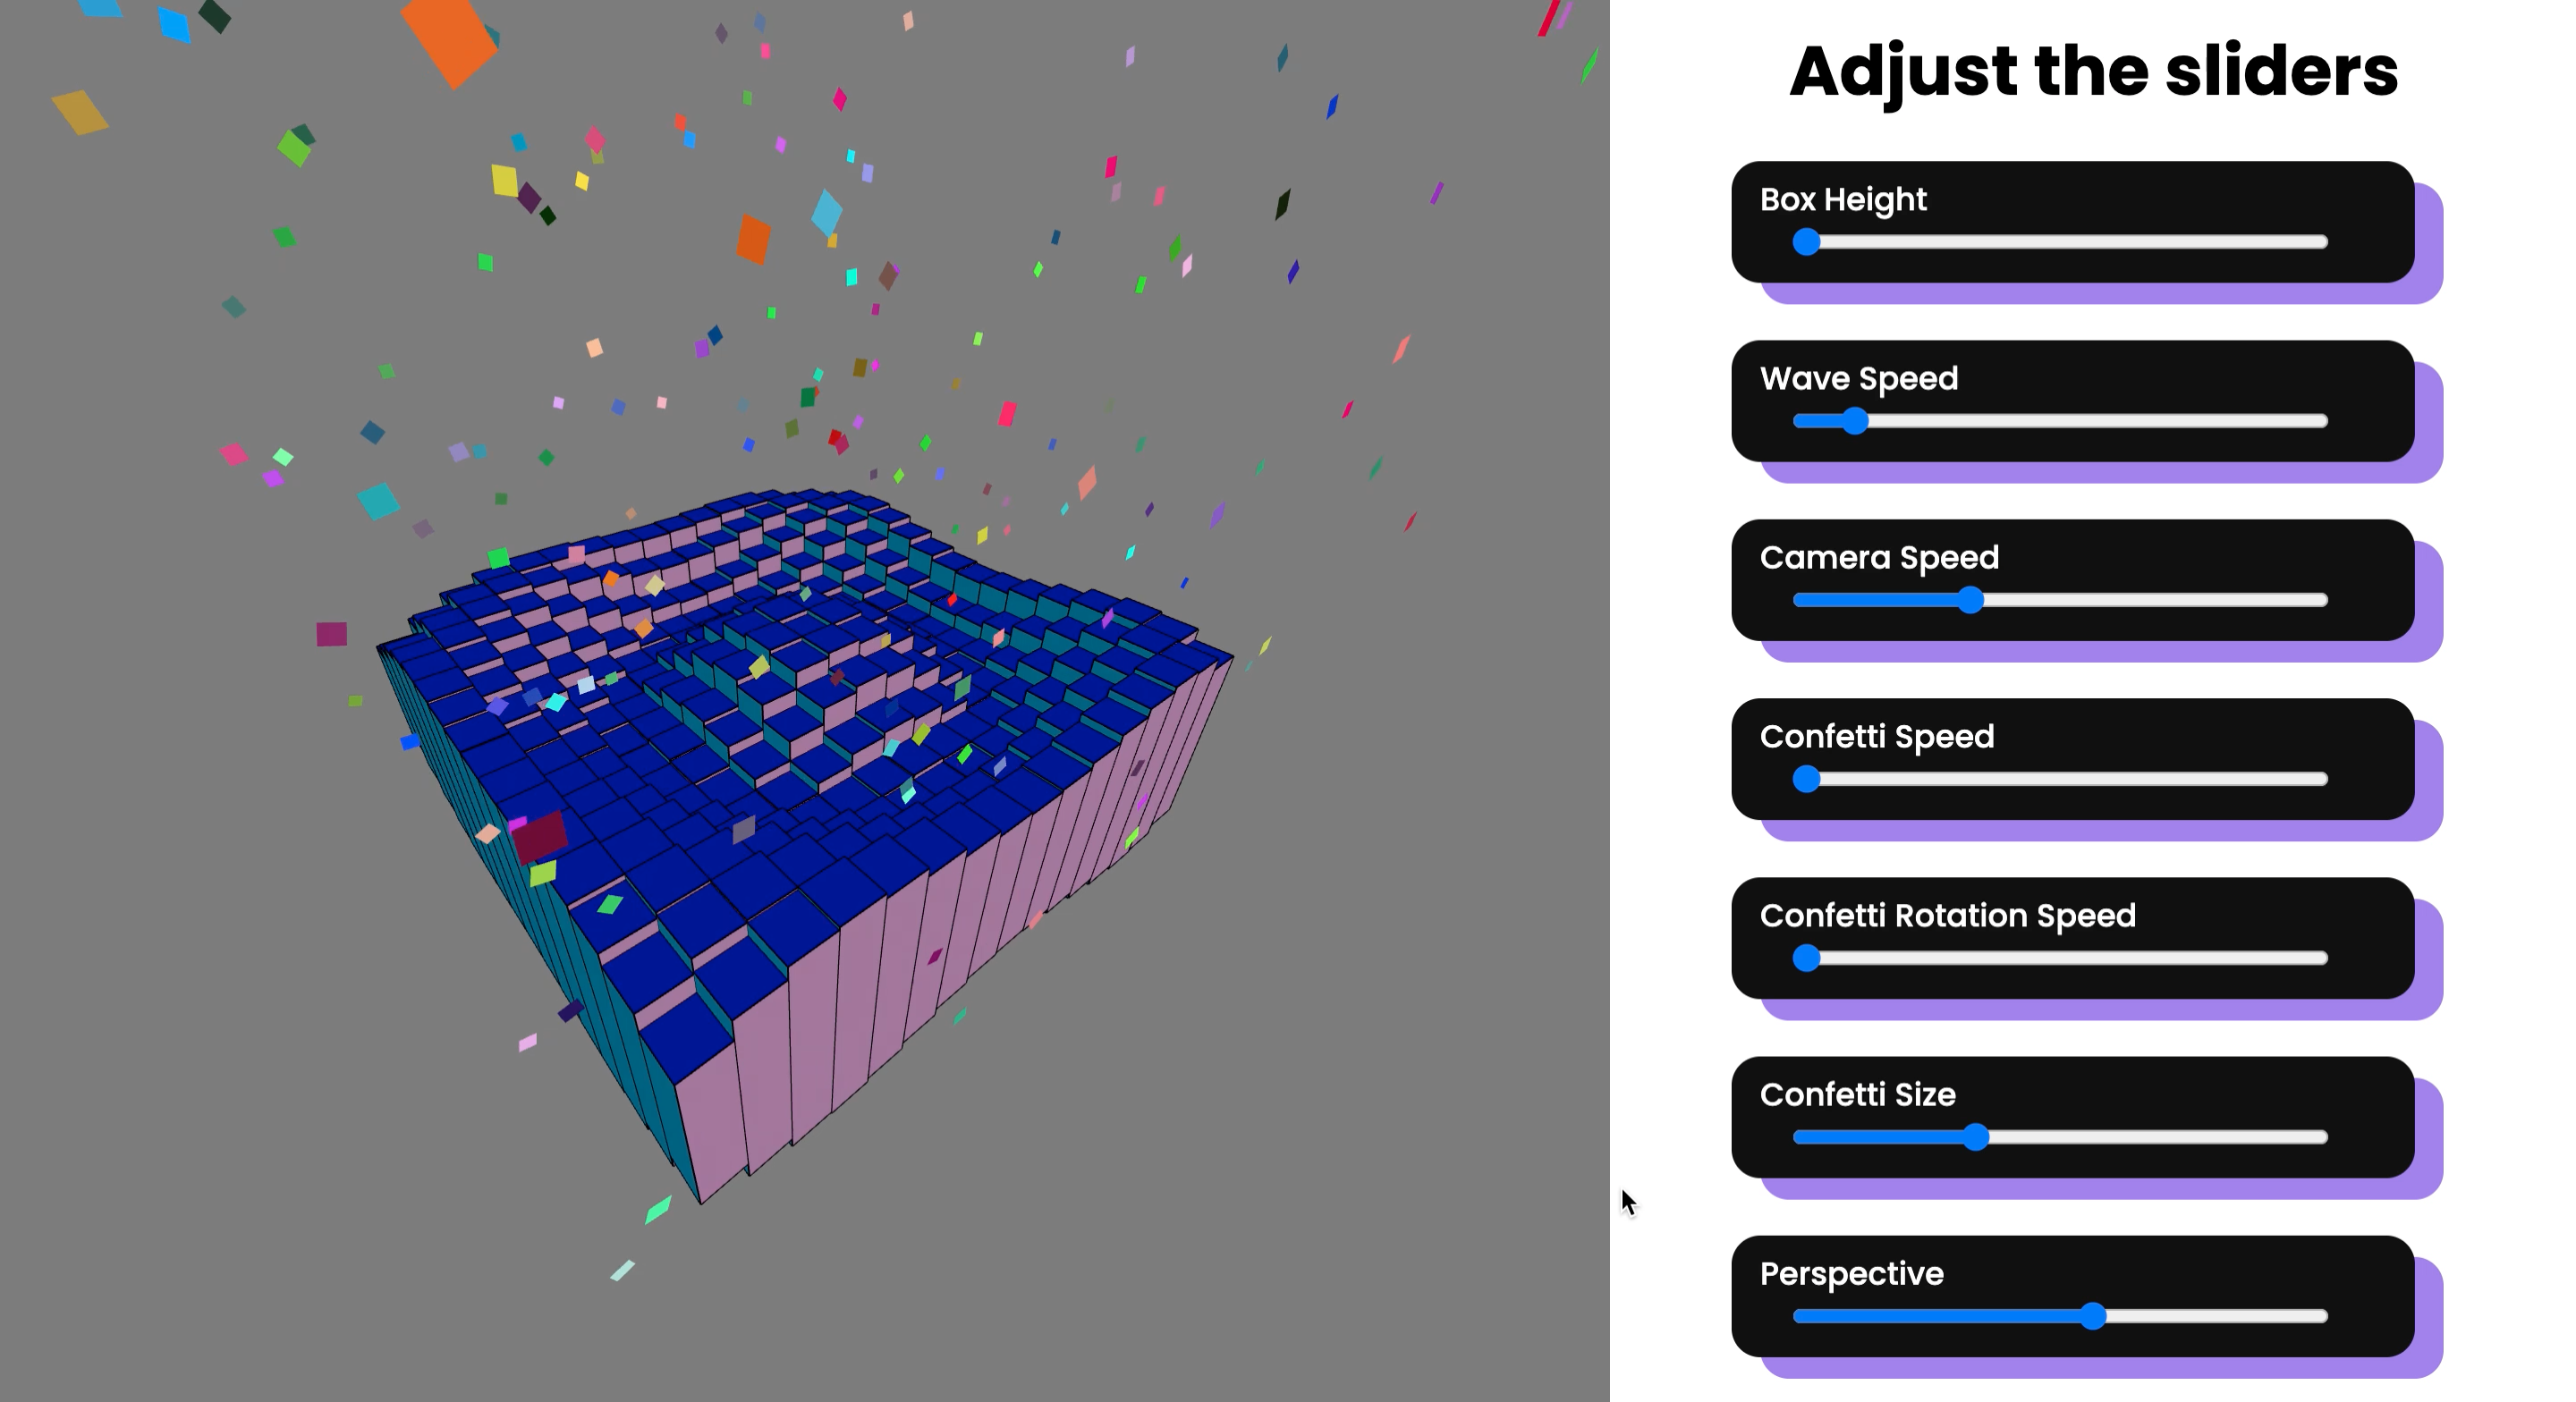 Adjust the sliders
Box Height
Wave Speed
Camera Speed
Confetti Speed
Confetti Rotation Speed
Confetti Size
Perspective